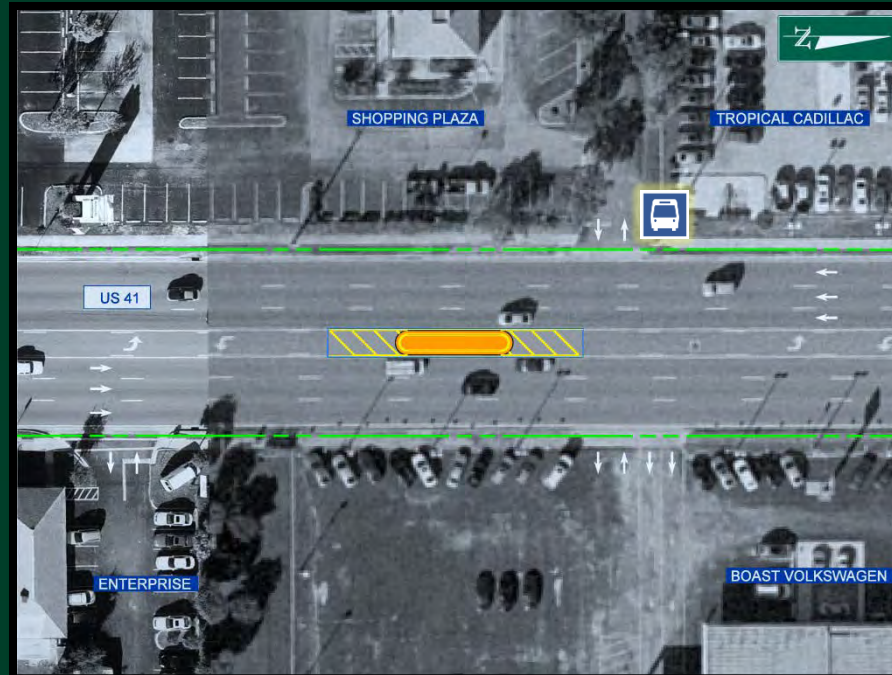 N
SHOPPING PLAZA
TROPICAL CADILLAC
US 41
ENTERPRISE
BOAST VOLKSWAGEN